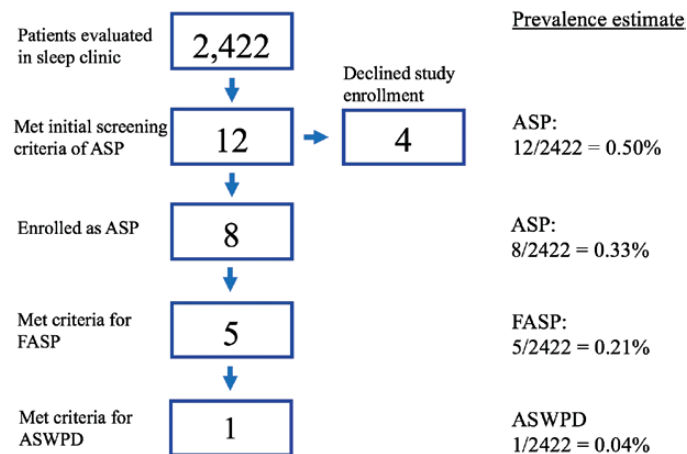 Prevalence estimate
Patients evaluated
in sleep clinic
2,422
Declined study
enrollment
Met initial screening
criteria of ASP
12
4
ASP:
12/2422 = 0.50%
Enrolled as ASP
8
ASP:
8/2422 = 0.33%
Met criteria for
FASP
5
FASP:
5/2422 = 0.21%
Met criteria for
ASWPD
1
ASWPD
1/2422 = 0.04%